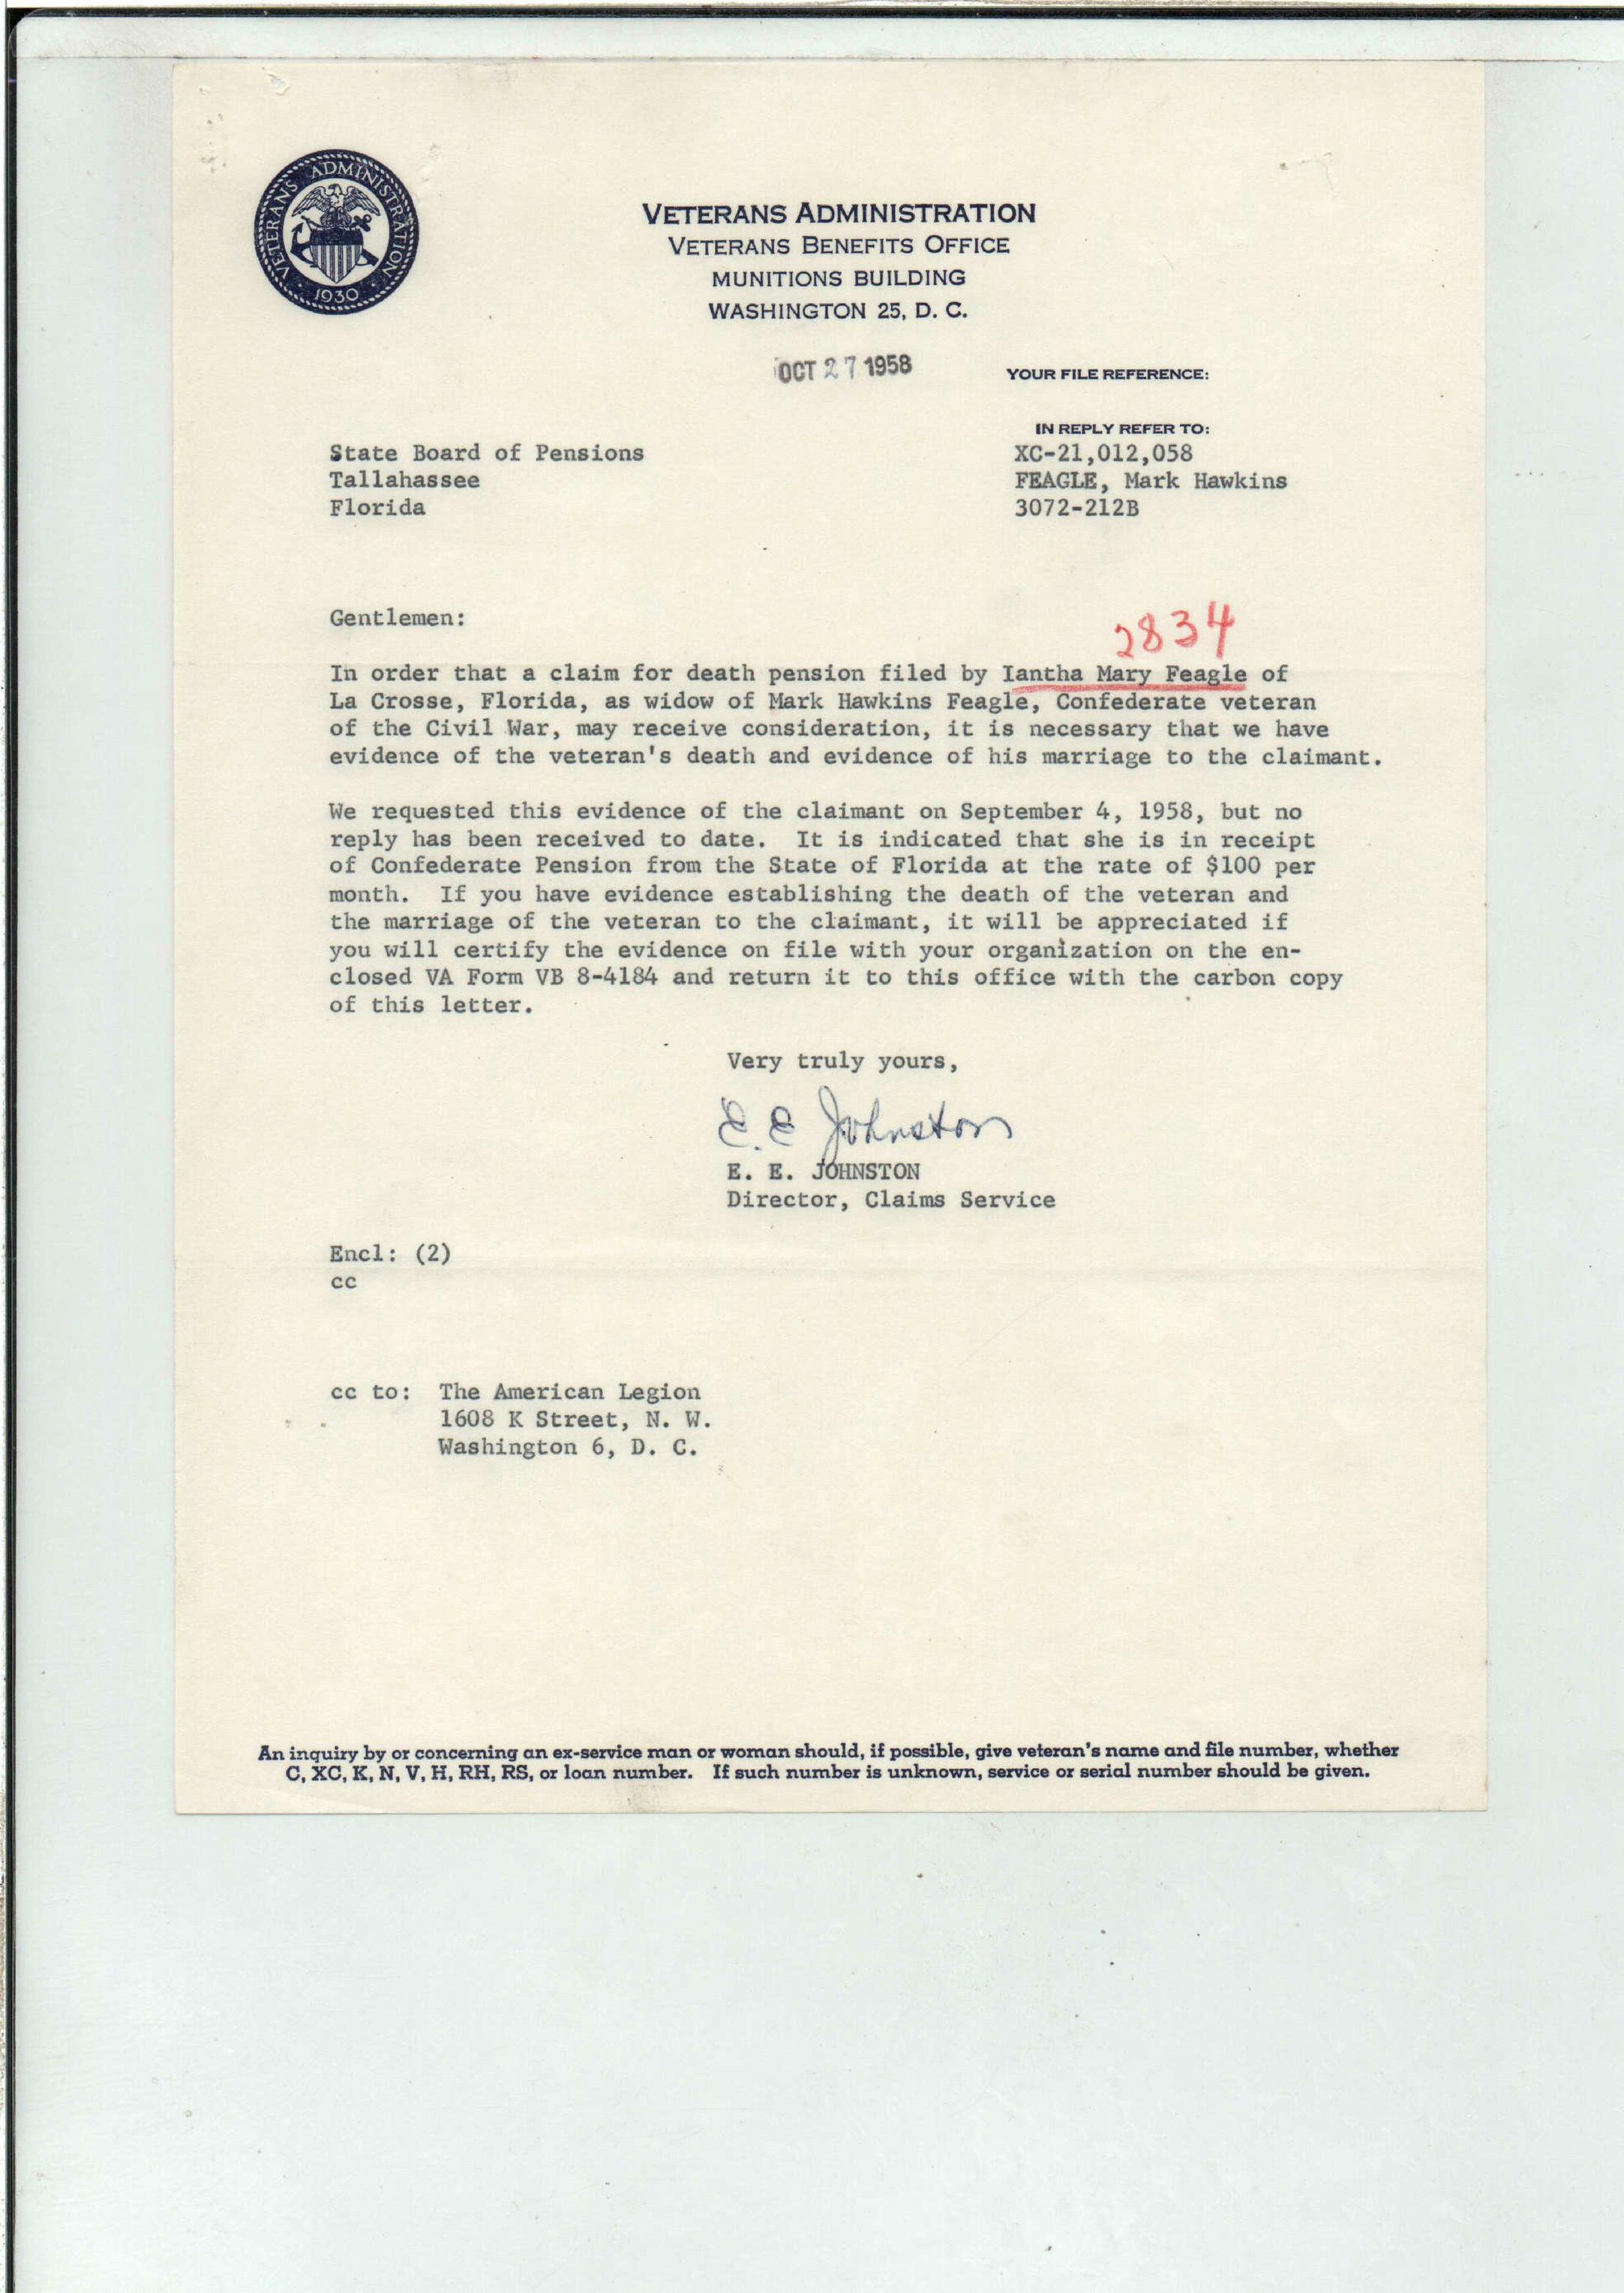 VETERANS ADMINISTRATION
1930
VETERANS ADMINISTRATION
VETERANS BENEFITS OFFICE
MUNITIONS BUILDING
WASHINGTON 25, D. C.
OCT 27 1958
YOUR FILE REFERENCE:
IN REPLY REFER TO:
State Board of Pensions
Tallahassee
Florida
XC-21,012,058
FEAGLE, Mark Hawkins
3072-212B
Gentlemen:
2834
In order that a claim for death pension filed by Iantha Mary Feagle of
La Crosse, Florida, as widow of Mark Hawkins Feagle, Confederate veteran
of the Civil War, may receive consideration, it is necessary that we have
evidence of the veteran's death and evidence of his marriage to the claimant.
We requested this evidence of the claimant on September 4, 1958, but no
reply has been received to date.  It is indicated that she is in receipt
of Confederate Pension from the State of Florida at the rate of $100 per
month.  If you have evidence establishing the death of the veteran and
the marriage of the veteran to the claimant, it will be appreciated if
you will certify the evidence on file with your organization on the en-
closed VA Form VB 8-4184 and return it to this office with the carbon copy
of this letter.
Very truly yours,
E. E Johnston
E. E. JOHNSTON
Director, Claims Service
Encl: (2)
cc
cc to:  The American Legion
1608 K Street, N. W.
Washington 6, D. C.
An inquiry by or concerning an ex-service man or woman should, if possible, give veteran's name and file number, whether
C, XC, K, N, V, H, RH, RS, or loan number.  If such number is unknown, service or serial number should be given.